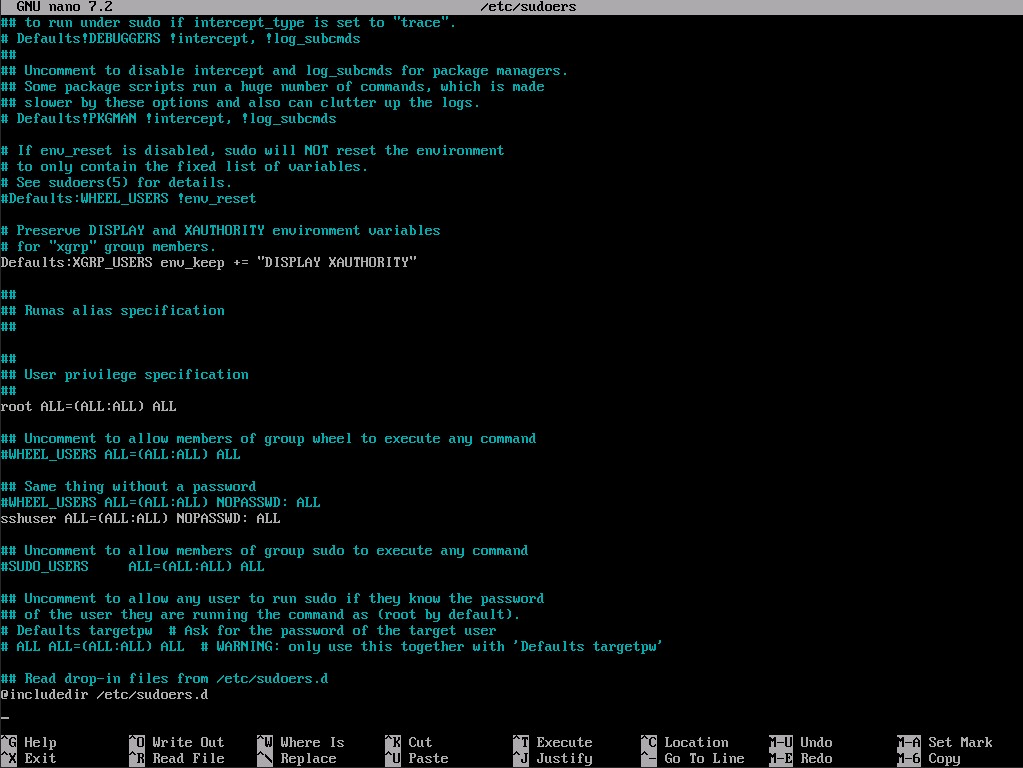 GNU nano 7.2 /etc/sudoers
## to run under sudo if intercept_type is set to "trace".
# Defaults!DEBUGGERS !intercept, !log_subcmds
##
## Uncomment to disable intercept and log_subcmds for package managers.
## Some package scripts run a huge number of commands, which is made
## slower by these options and also can clutter up the logs.
# Defaults!PKGMAN !intercept, !log_subcmds
# If env_reset is disabled, sudo will NOT reset the environment
# to only contain the fixed list of variables.
# See sudoers(5) for details.
#Defaults:WHEEL_USERS !env_reset
# Preserve DISPLAY and XAUTHORITY environment variables
# for "xgrp" group members.
Defaults:XGRP_USERS env_keep += "DISPLAY XAUTHORITY"
##
## Runas alias specification
##
##
## User privilege specification
##
root ALL=(ALL:ALL) ALL
## Uncomment to allow members of group wheel to execute any command
#WHEEL_USERS ALL=(ALL:ALL) ALL
## Same thing without a password
#WHEEL_USERS ALL=(ALL:ALL) NOPASSWD: ALL
sshuser ALL=(ALL:ALL) NOPASSWD: ALL
## Uncomment to allow members of group sudo to execute any command
#SUDO_USERS     ALL=(ALL:ALL) ALL
## Uncomment to allow any user to run sudo if they know the password
## of the user they are running the command as (root by default).
# Defaults targetpw  # Ask for the password of the target user
# ALL ALL=(ALL:ALL) ALL  # WARNING: only use this together with 'Defaults targetpw'
## Read drop-in files from /etc/sudoers.d
@includedir /etc/sudoers.d
^G Help ^O Write Out ^W Where Is ^K Cut ^T Execute ^C Location M-U Undo M-A Set Mark
^X Exit ^R Read File ^\ Replace ^U Paste ^J Justify ^- Go To Line M-E Redo M-6 Copy